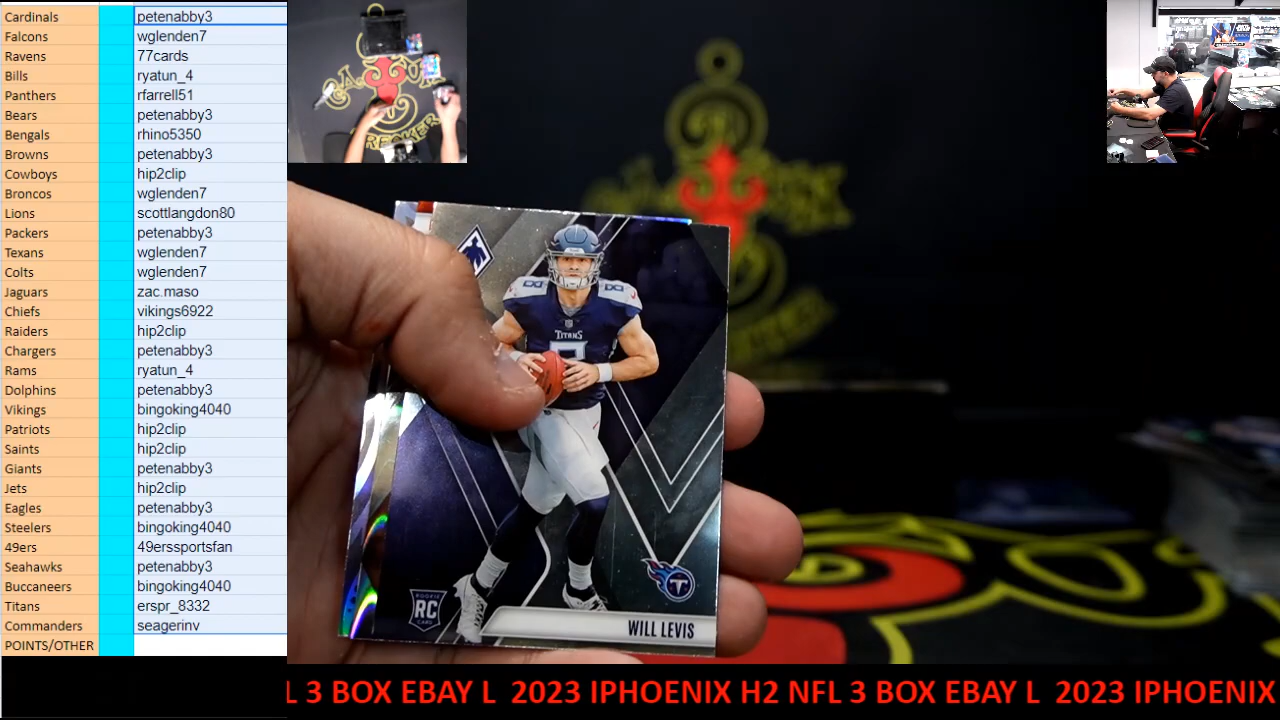 Cardinals petenabby3
Falcons wglenden7
Ravens 77cards
Bills ryatun_4
Panthers rfarrell51
Bears petenabby3
Bengals rhino5350
Browns petenabby3
Cowboys hip2clip
Broncos wglenden7
Lions scottlangdon80
Packers petenabby3
Texans wglenden7
Colts wglenden7
Jaguars zac.maso
Chiefs vikings6922
Raiders hip2clip
Chargers petenabby3
Rams ryatun_4
Dolphins petenabby3
Vikings bingoking4040
Patriots hip2clip
Saints hip2clip
Giants petenabby3
Jets hip2clip
Eagles petenabby3
Steelers bingoking4040
49ers 49erssportsfan
Seahawks petenabby3
Buccaneers bingoking4040
Titans erspr_8332
Commanders seagerinv
POINTS/OTHER
TITANS
8
ROOKIE
RC
CARD
T
WILL LEVIS
L 3 BOX EBAY L 2023 IPHOENIX H2 NFL 3 BOX EBAY L 2023 IPHOENIX